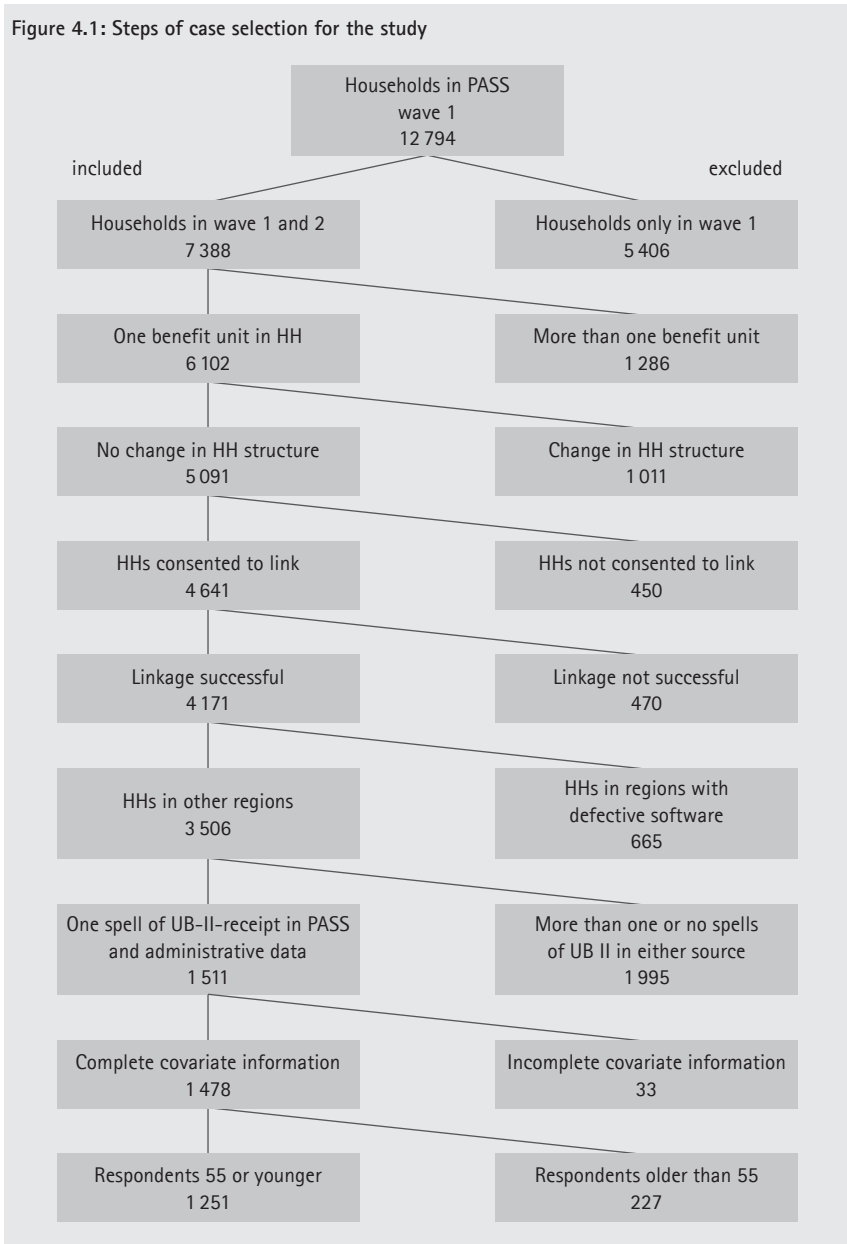 Figure 4.1: Steps of case selection for the study
Households in PASS
wave 1
12 794
included
excluded
Households in wave 1 and 2
7 388
Households only in wave 1
5 406
One benefit unit in HH
6 102
More than one benefit unit
1 286
No change in HH structure
5 091
Change in HH structure
1 011
HHs consented to link
4 641
HHs not consented to link
450
Linkage successful
4 171
Linkage not successful
470
HHs in other regions
3 506
HHs in regions with
defective software
665
One spell of UB-II-receipt in PASS
and administrative data
1 511
More than one or no spells
of UB II in either source
1 995
Complete covariate information
1 478
Incomplete covariate information
33
Respondents 55 or younger
1 251
Respondents older than 55
227